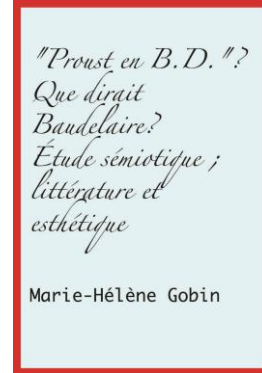 "Proust en B.D."?
Que dirait
Baudelaire?
Étude sémiotique ;
littérature et
esthétique
Marie-Hélène Gobin